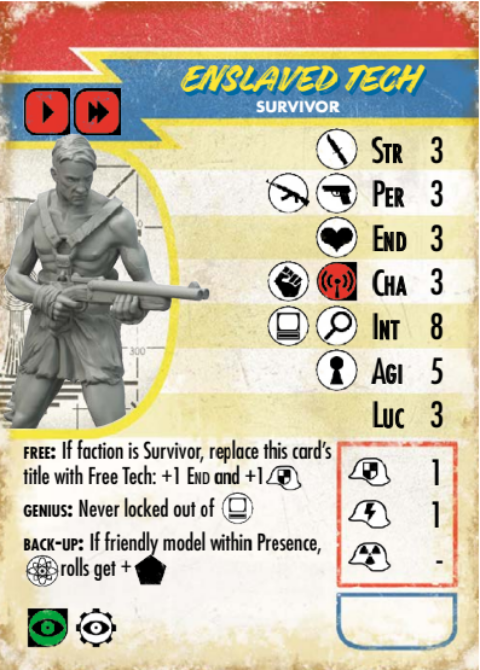 ENSLAVED TECH
SURVIVOR
STR 3
PER 3
END 3
CHA 3
INT 8
AGI 5
LUC 3
300
FREE: If faction is Survivor, replace this card's
title with Free Tech: +1 END and +1
GENIUS: Never locked out of
BACK-UP: If friendly model within Presence,
rolls get +
1
1
-